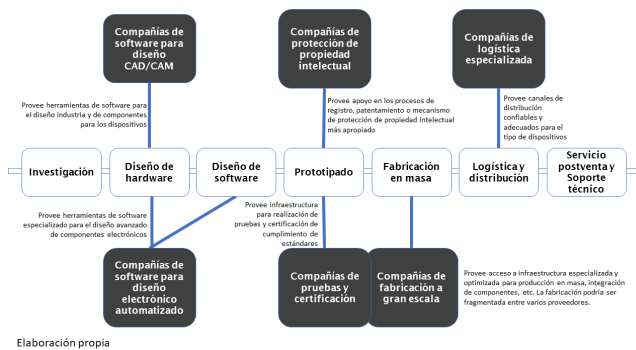 Compañías de
software para
diseño
CAD/CAM
Compañías de
protección de
propiedad
intelectual
Compañías de
logística
especializada
Provee herramientas de software para
el diseño industria y de componentes
para los dispositivos
Provee apoyo en los procesos de
registro, patentamiento o mecanismo
de protección de propiedad intelectual
más apropiado
Provee canales de
distribución
confiables y
adecuados para el
tipo de dispositivos
Investigación
Diseño de
hardware
Diseño de
software
Prototipado
Fabricación
en masa
Logística y
distribución
Servicio
postventa y
Soporte
técnico
Provee herramientas de software
especializado para el diseño avanzado
de componentes electrónicos
Provee infraestructura
para realización de
pruebas y certificación de
cumplimiento de
estándares
Compañías de
software para
diseño
electrónico
automatizado
Compañías de
pruebas y
certificación
Compañías de
fabricación a
gran escala
Provee acceso a infraestructura especializada y
optimizada para producción en masa, integración
de componentes, etc. La fabricación podría ser
fragmentada entre varios proveedores.
Elaboración propia